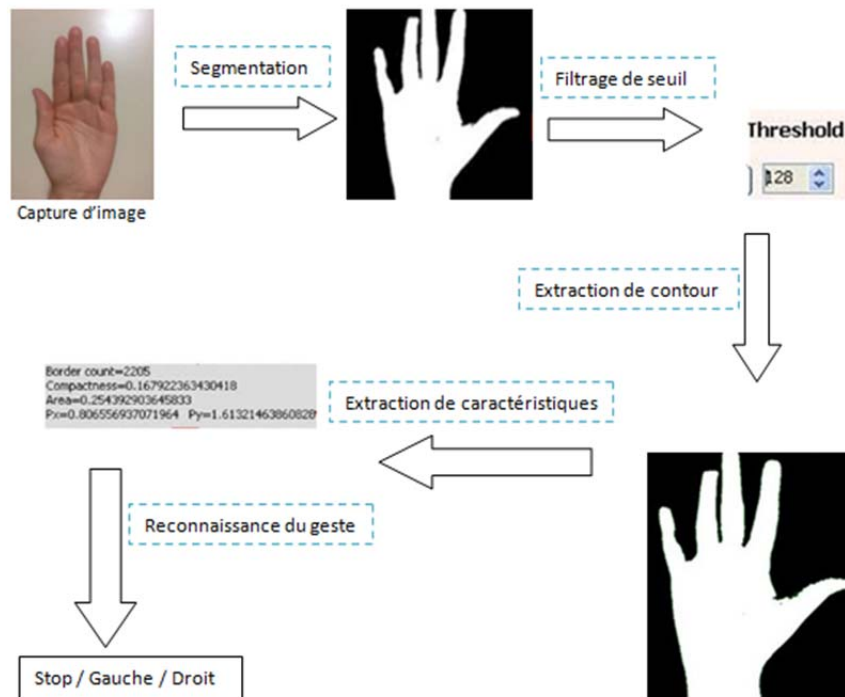 Segmentation
Filtrage de seuil
Threshold
128
Capture d'image
Extraction de contour
Border count=2205
Compactness=0.167922363430418
Area=0.254392903645833
Px=0.806556937071964 Py=1.61321463860828
Extraction de caractéristiques
Reconnaissance du geste
Stop / Gauche / Droit